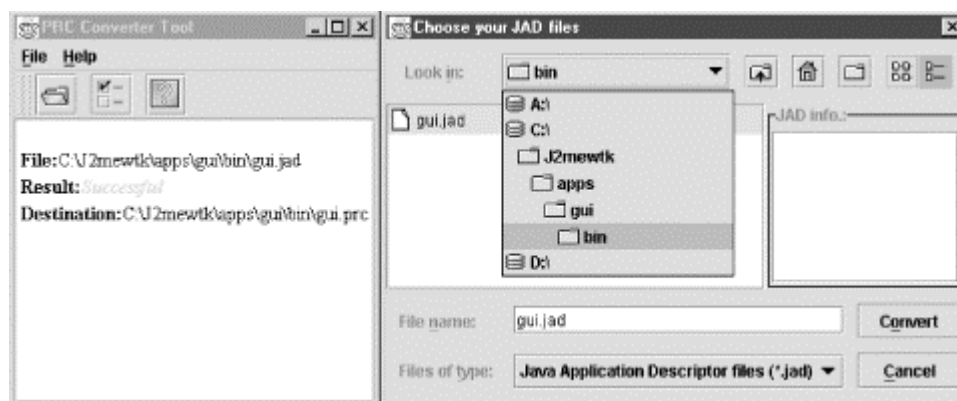 PRC Converter Tool
File Help
File:C:\J2mewtk\apps\gui\bin\gui.jad
Result:Successful
Destination:C:\J2mewtk\apps\gui\bin\gui.prc
Choose your JAD files
Look in:
bin
gui.jad
A:\
C:\
J2mewtk
apps
gui
bin
D:\
JAD info.:
File name:
gui.jad
Convert
Files of type:
Java Application Descriptor files (*.jad)
Cancel